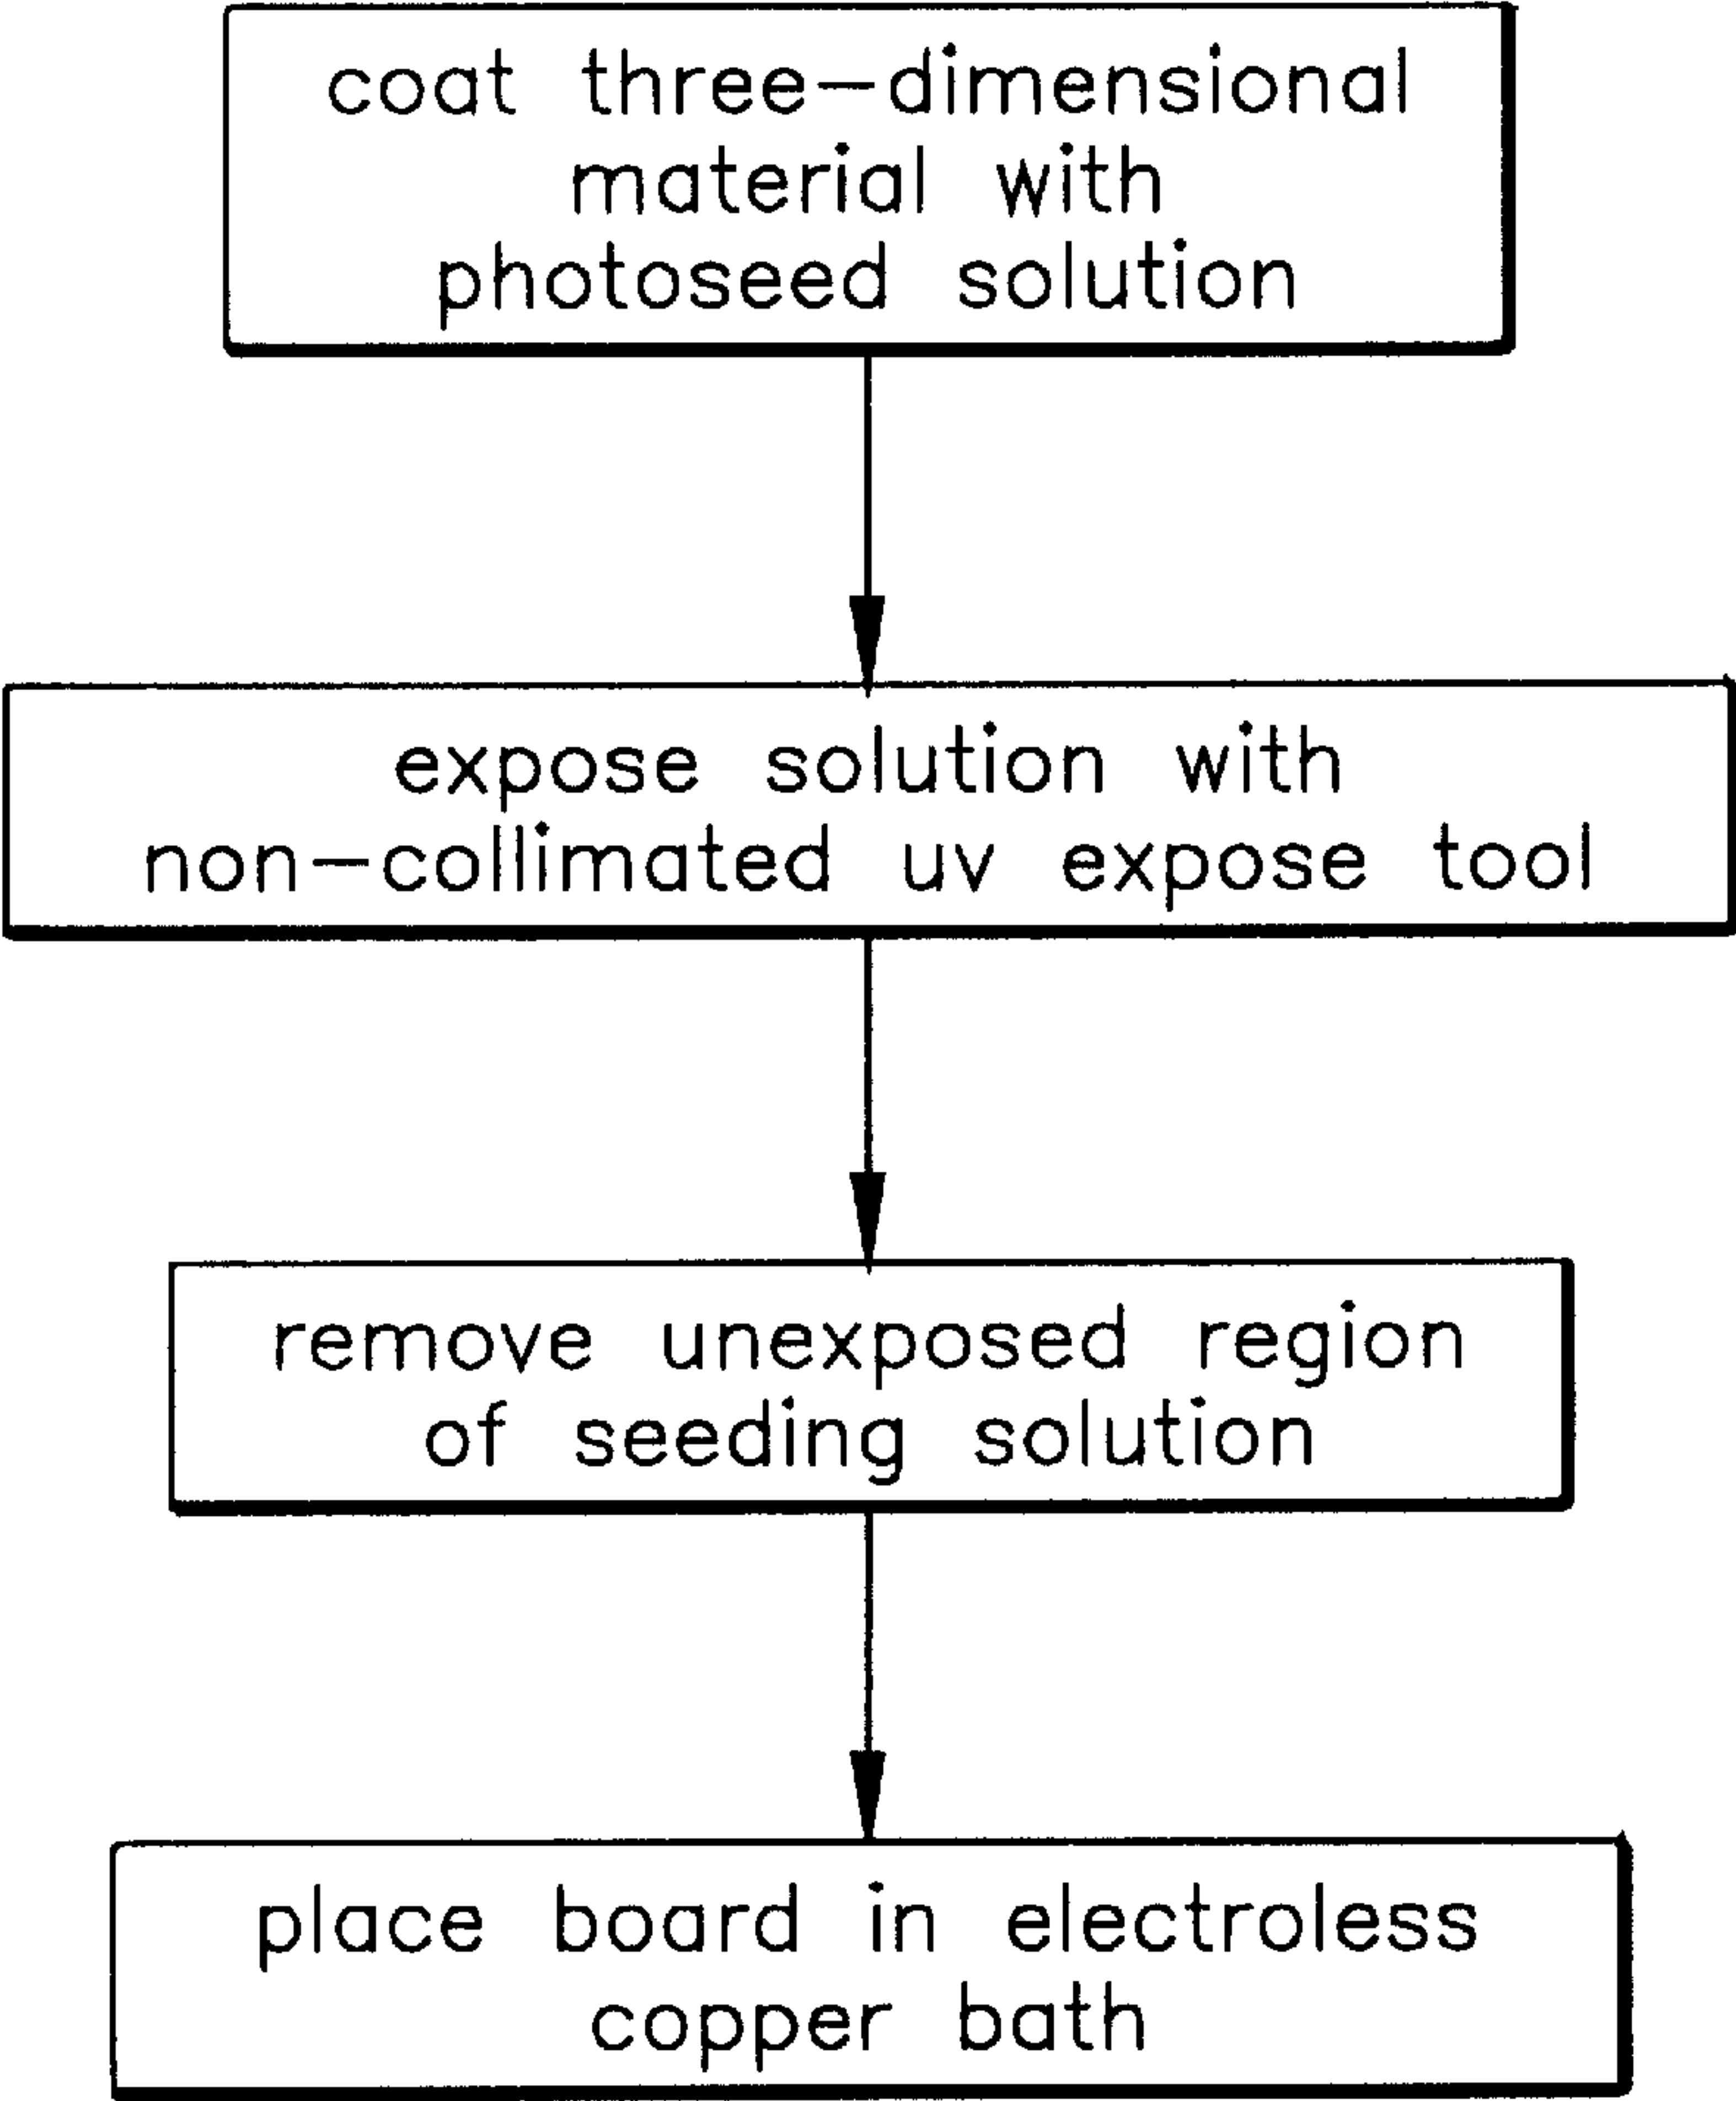 coat three-dimensional
material with
photoseed solution
expose solution with
non-collimated uv expose tool
remove unexposed region
of seeding solution
place board in electroless
copper bath